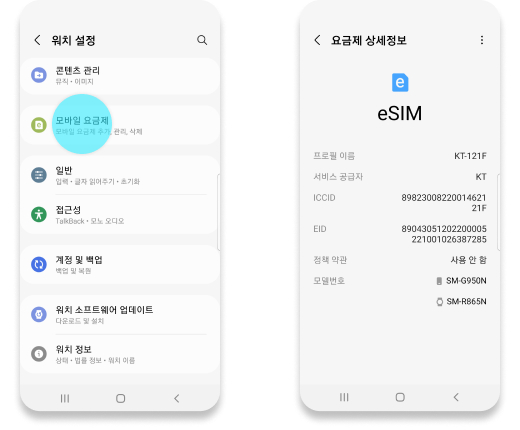 워치 설정
콘텐츠 관리
뮤직 • 이미지
모바일 요금제
모바일 요금제 추가, 관리, 삭제
일반
입력 • 글자 읽어주기 • 초기화
접근성
TalkBack • 모노 오디오
계정 및 백업
백업 및 복원
워치 소프트웨어 업데이트
다운로드 및 설치
워치 정보
상태 • 법률 정보 • 워치 이름
요금제 상세정보
e
eSIM
프로필 이름 KT-121F
서비스 공급자 KT
ICCID 89823008220014621
21F
EID 89043051202200005
221001026387285
정책 약관 사용 안 함
모델번호 SM-G950N
SM-R865N